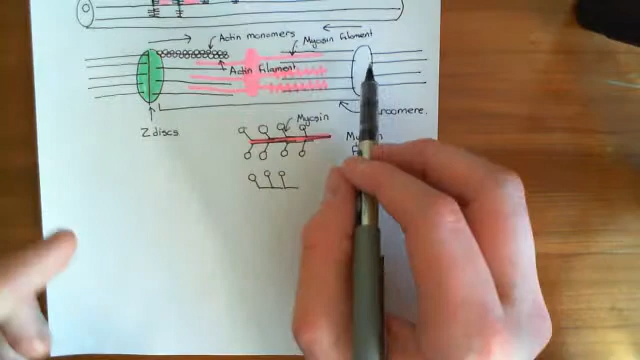 Actin monomers
Myosin filament
Actin filament
Z discs
Myosin